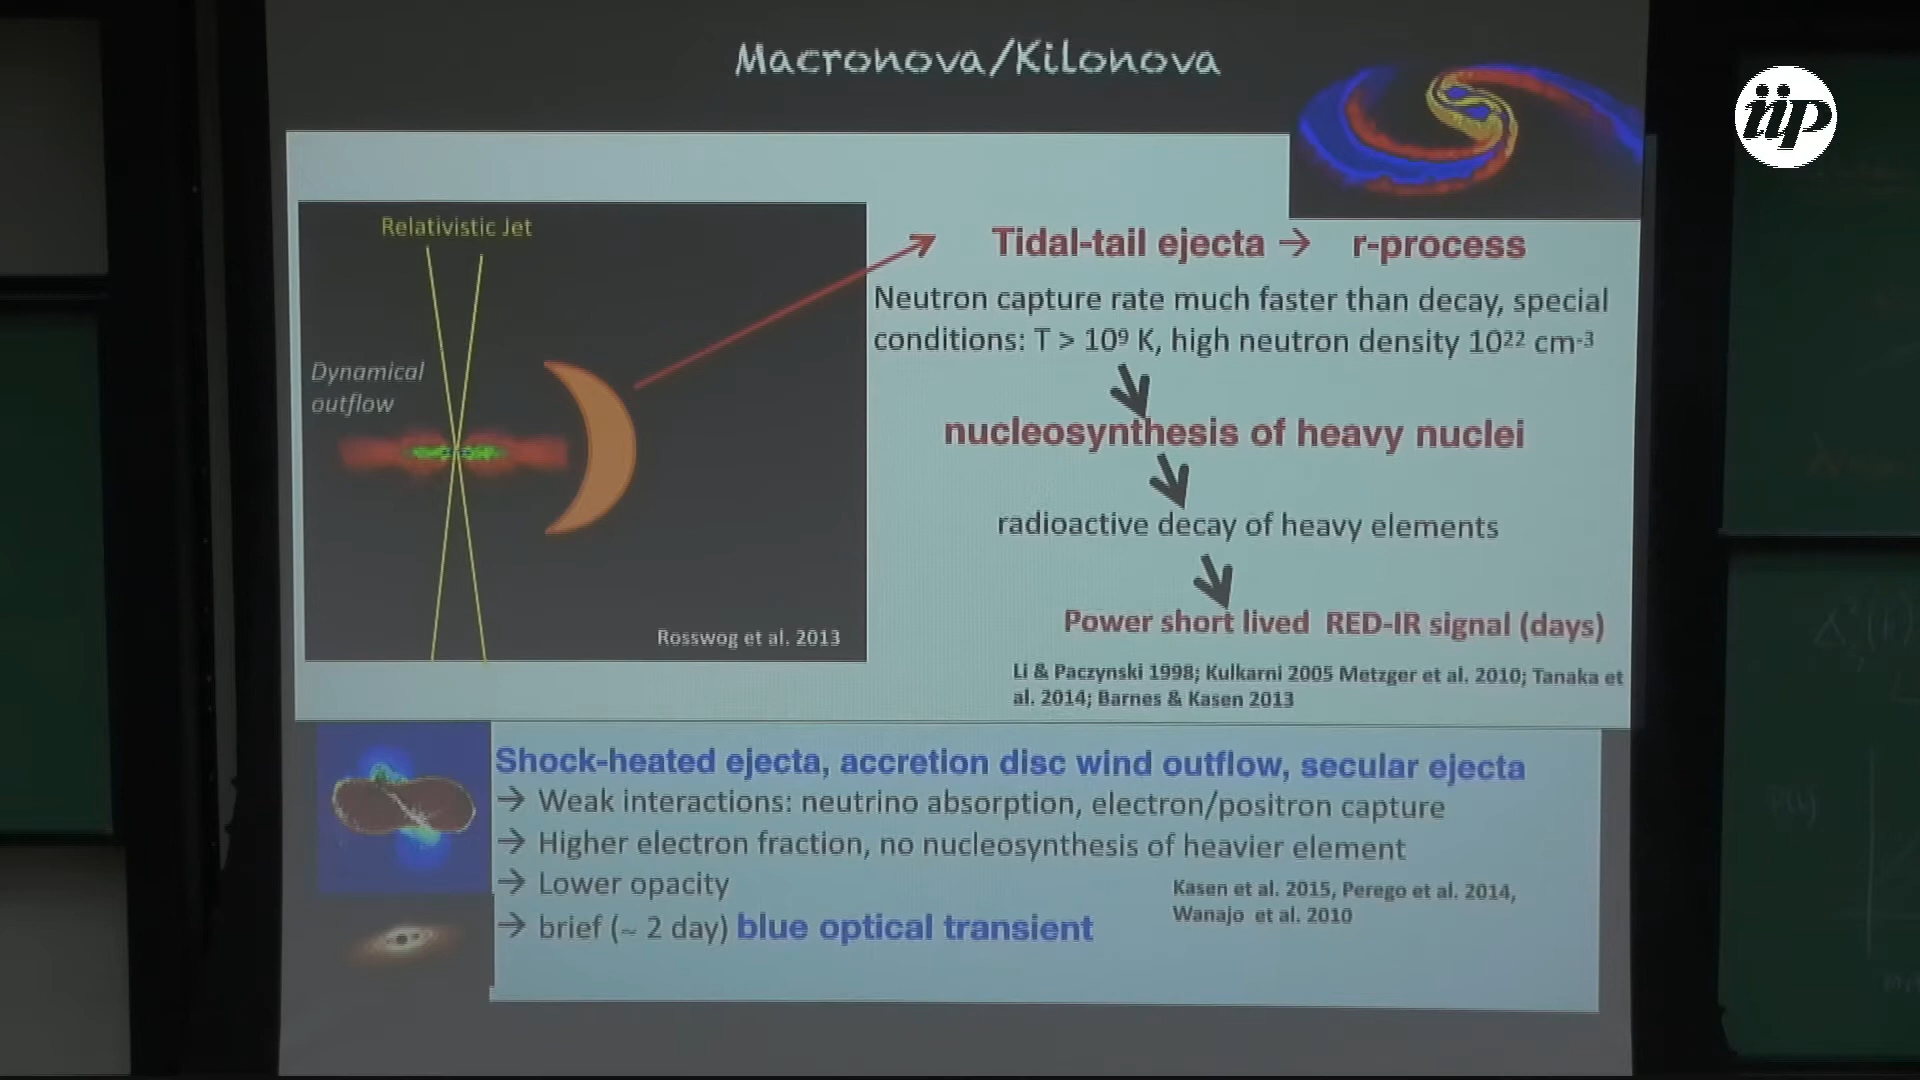 Macronova/Kilonova
iip
Relativistic Jet
Dynamical
outflow
Rosswog et al. 2013
Tidal-tail ejecta → r-process
Neutron capture rate much faster than decay, special
conditions: T > 10⁹ K, high neutron density 10²² cm⁻³
nucleosynthesis of heavy nuclei
radioactive decay of heavy elements
Power short lived RED-IR signal (days)
Li & Paczynski 1998; Kulkarni 2005 Metzger et al. 2010; Tanaka et
al. 2014; Barnes & Kasen 2013
Shock-heated ejecta, accretion disc wind outflow, secular ejecta
→ Weak interactions: neutrino absorption, electron/positron capture
→ Higher electron fraction, no nucleosynthesis of heavier element
→ Lower opacity
→ brief (~ 2 day) blue optical transient
Kasen et al. 2015, Perego et al. 2014,
Wanajo et al. 2010